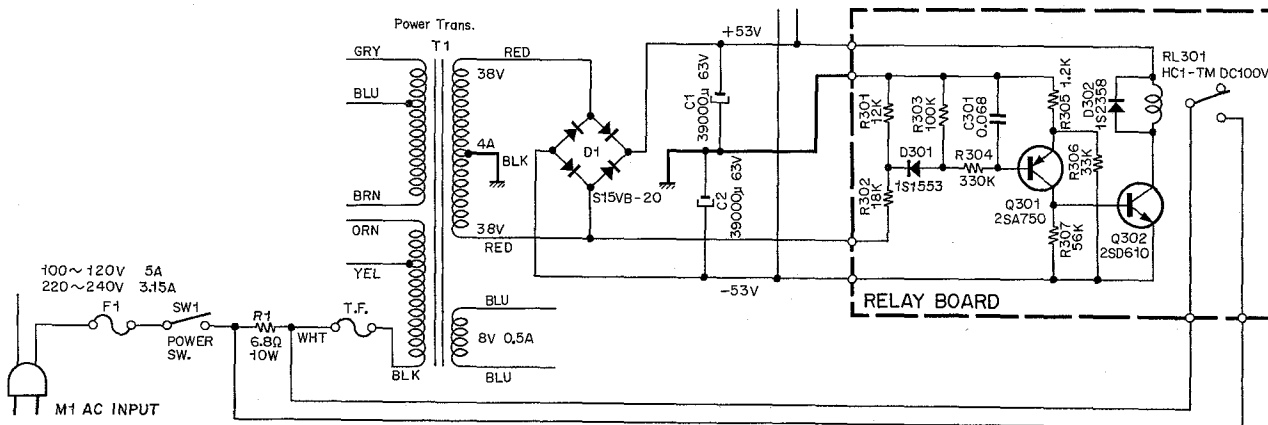 Power Trans.
T1
GRY
BLU
BRN
ORN
YEL
BLK
RED
38V
4A
BLK
38V
RED
BLU
8V 0.5A
BLU
D1
S15VB-20
C1
39000μ 63V
C2
39000μ 63V
+53V
-53V
100~120V 5A
220~240V 3.15A
F1
SW1
POWER
SW.
R1
6.8Ω
10W
WHT
T.F.
M1 AC INPUT
RELAY BOARD
R301
12K
R302
18K
R303
100K
C301
0.068
D301
1S1553
R304
330K
R305 1.2K
R306
33K
Q301
2SA750
R307
56K
Q302
2SD610
D302
1S2358
RL301
HC1-TM DC100V